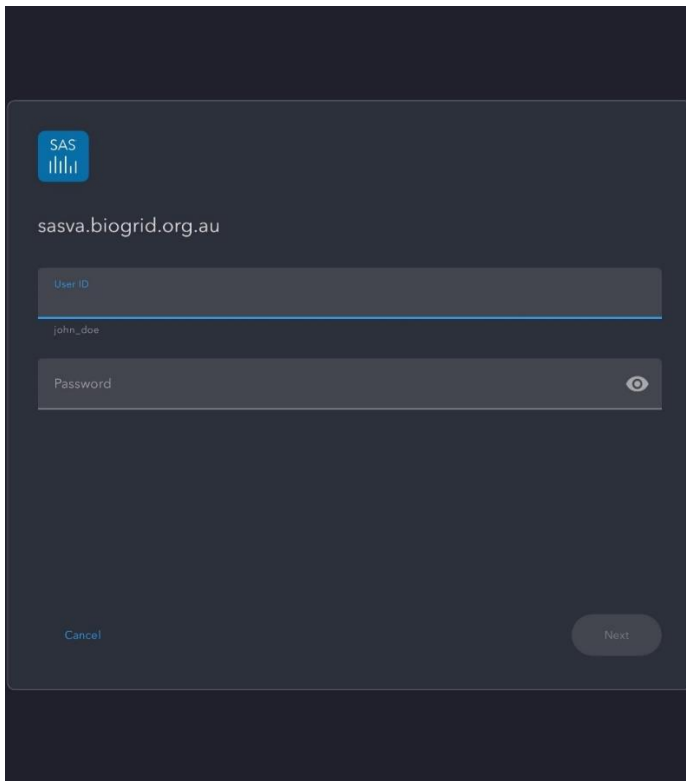 SAS
sasva.biogrid.org.au
User ID
john_doe
Password
Cancel
Next